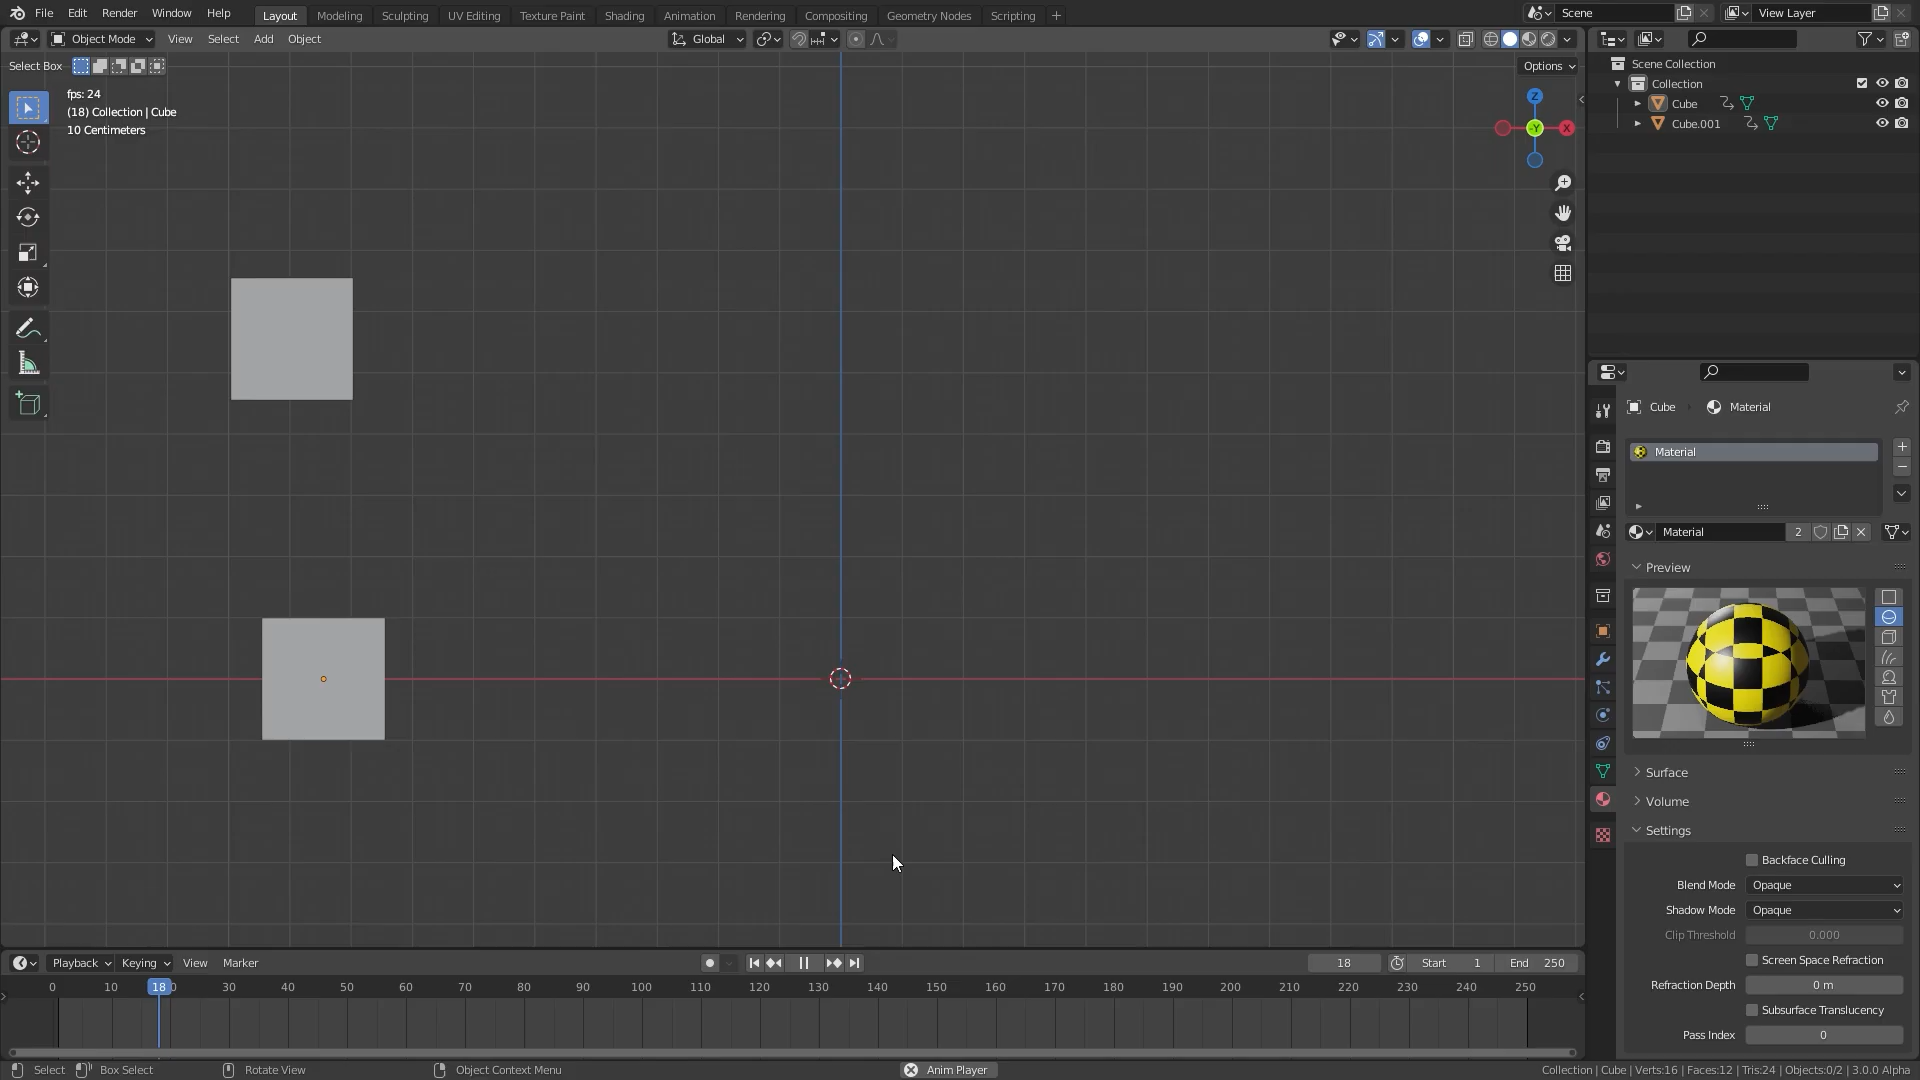 File Edit Render Window Help Layout Modeling Sculpting UV Editing Texture Paint Shading Animation Rendering Compositing Geometry Nodes Scripting + Scene View Layer
Object Mode View Select Add Object Global
Select Box Options
fps: 24
(18) Collection | Cube
10 Centimeters
Z
-Y X
Scene Collection
Collection
Cube
Cube.001
Cube Material
Material
Material 2
Preview
Surface
Volume
Settings
Backface Culling
Blend Mode Opaque
Shadow Mode Opaque
Clip Threshold 0.000
Screen Space Refraction
Refraction Depth 0 m
Subsurface Translucency
Pass Index 0
Playback Keying View Marker 18 Start 1 End 250
0 10 18 0 30 40 50 60 70 80 90 100 110 120 130 140 150 160 170 180 190 200 210 220 230 240 250
Select Box Select Rotate View Object Context Menu Anim Player Collection | Cube | Verts:16 | Faces:12 | Tris:24 | Objects:0/2 | 3.0.0 Alpha